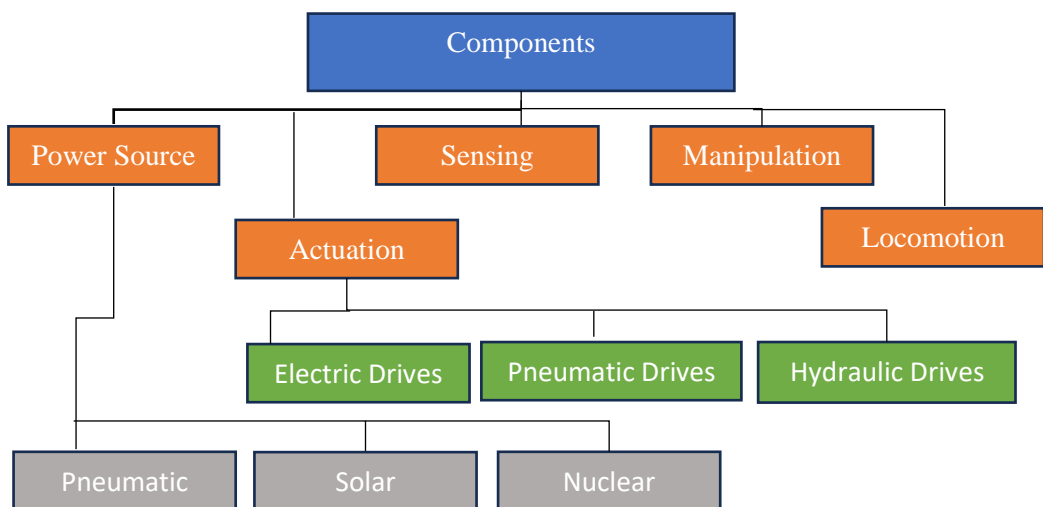 Components
Power Source
Sensing
Manipulation
Actuation
Locomotion
Electric Drives
Pneumatic Drives
Hydraulic Drives
Pneumatic
Solar
Nuclear